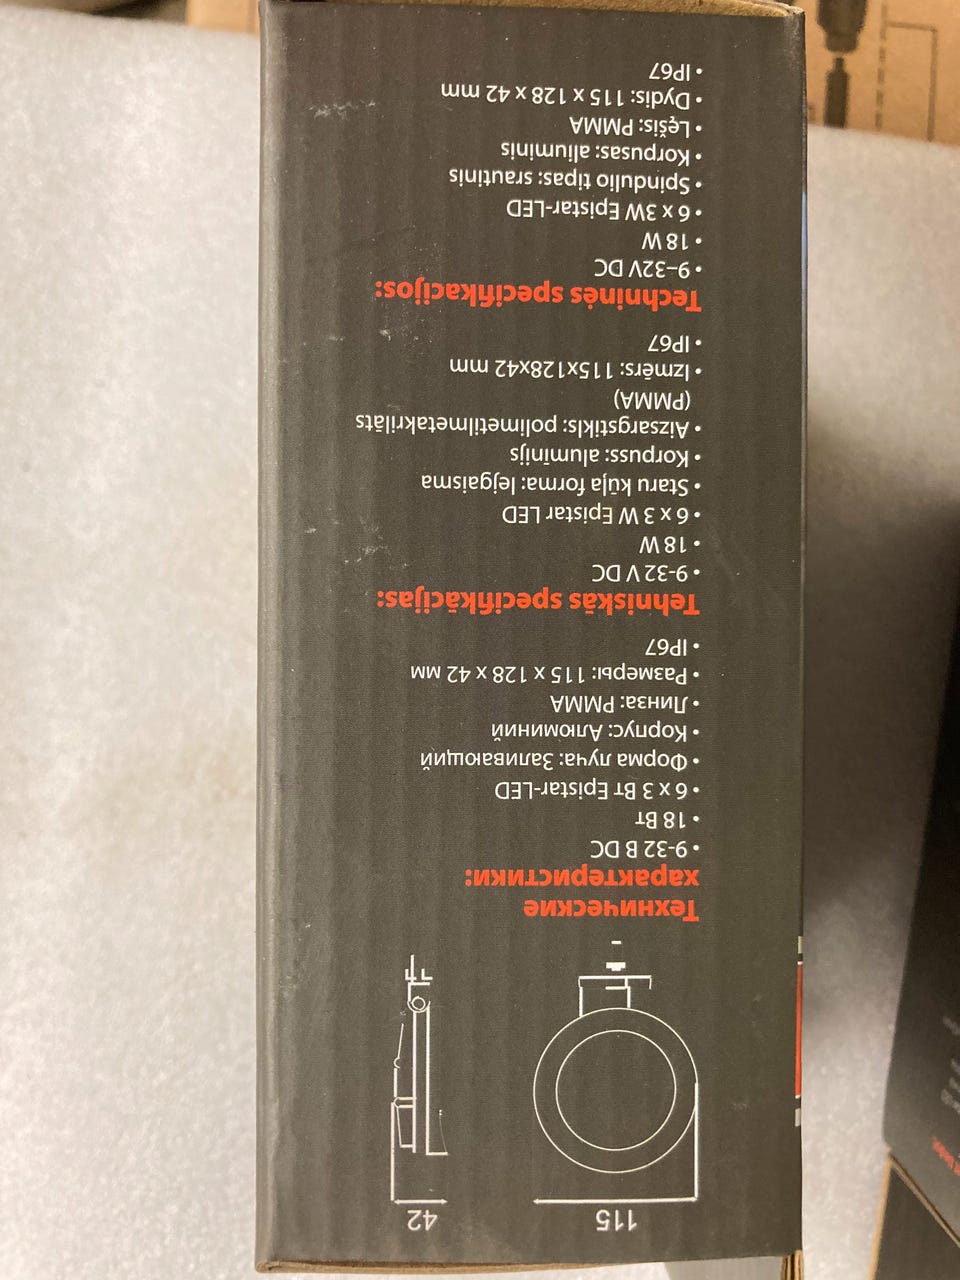 115
42
Технические
характеристики:
• 9-32 В DC
• 18 Вт
• 6 x 3 Вт Epistar-LED
• Форма луча: Заливающий
• Корпус: Алюминий
• Линза: PMMA
• Размеры: 115 x 128 x 42 мм
• IP67
Tehniskās specifikācijas:
• 9-32 V DC
• 18 W
• 6 x 3 W Epistar LED
• Staru kūļa forma: lejgaisma
• Korpuss: alumīnijs
• Aizsargstikls: polimetilmetakrilāts
(PMMA)
• Izmērs: 115x128x42 mm
• IP67
Techninės specifikacijos:
• 9–32V DC
• 18 W
• 6 x 3W Epistar-LED
• Spindulio tipas: srautinis
• Korpusas: aliuminis
• Lęšis: PMMA
• Dydis: 115 x 128 x 42 mm
• IP67